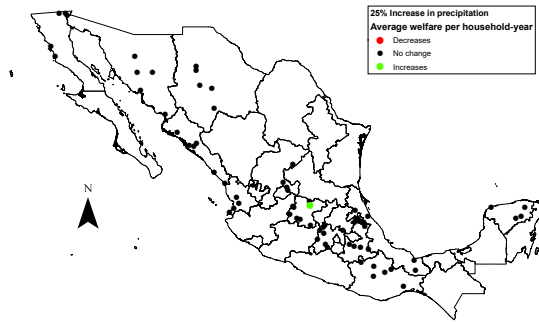 25% Increase in precipitation
Average welfare per household-year
Decreases
No change
Increases
N